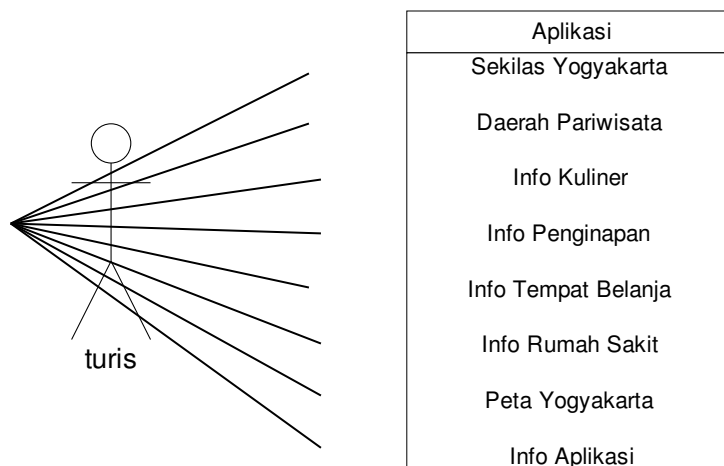 Aplikasi
Sekilas Yogyakarta
Daerah Pariwisata
Info Kuliner
Info Penginapan
Info Tempat Belanja
Info Rumah Sakit
turis
Peta Yogyakarta
Info Aplikasi